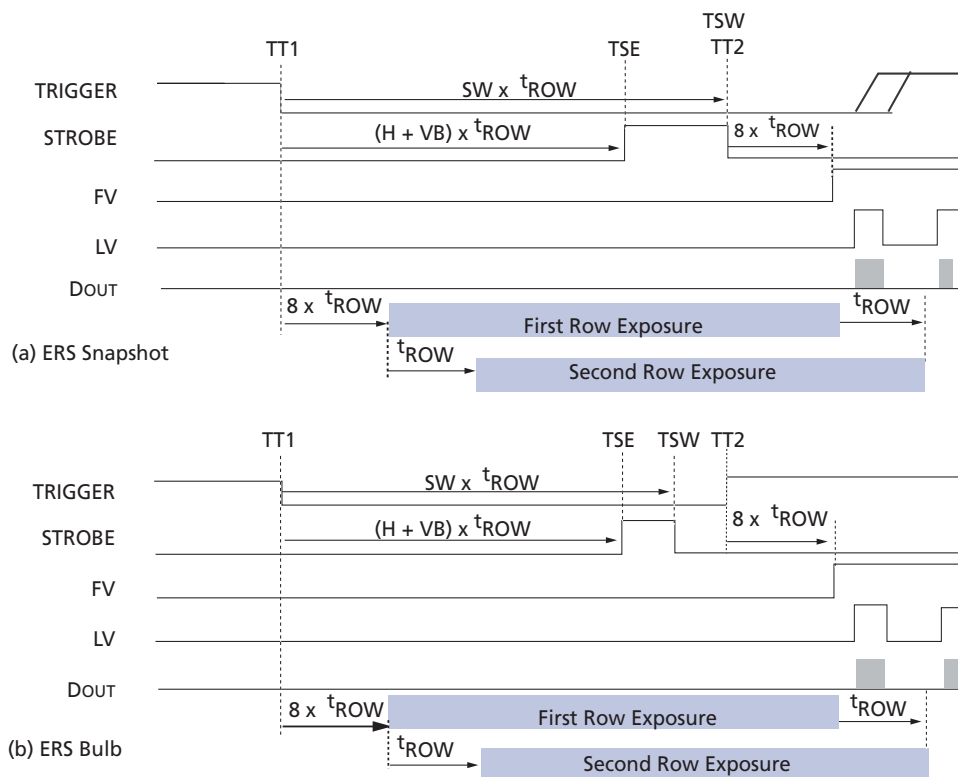 TSW
TT1 TSE TT2
TRIGGER SW x tROW
STROBE (H + VB) x tROW 8 x tROW
FV
LV
DOUT
8 x tROW First Row Exposure tROW
(a) ERS Snapshot tROW Second Row Exposure
TT1 TSE TSW TT2
TRIGGER SW x tROW
STROBE (H + VB) x tROW 8 x tROW
FV
LV
DOUT
8 x tROW First Row Exposure tROW
(b) ERS Bulb tROW Second Row Exposure